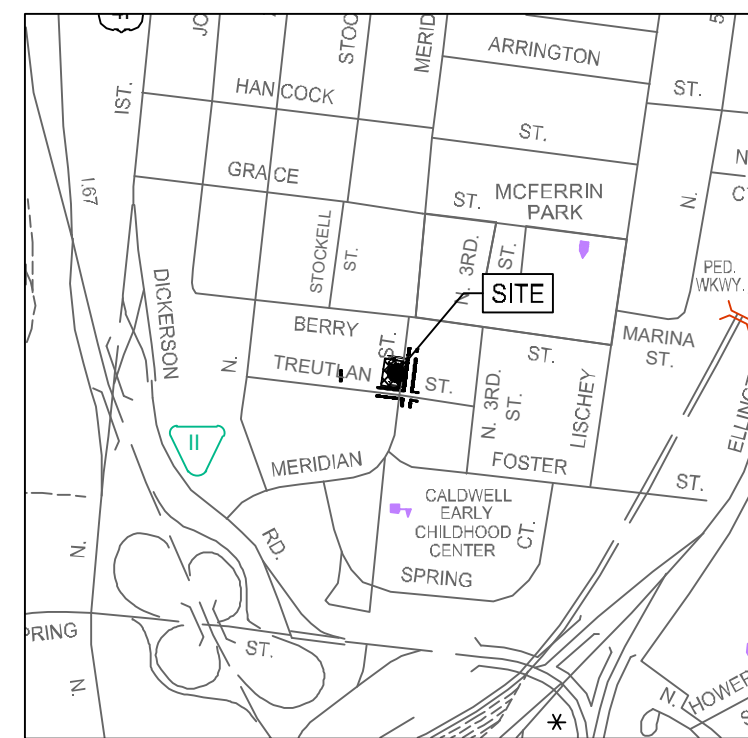 ARRINGTON
MERID
STOC
JO
5
IST.
HANCOCK
ST.
ST.
I.67
GRACE
ST.
MCFERRIN
PARK
N.
N
C
STOCKELL
ST.
N. 3RD.
ST.
PED.
WKWY.
SITE
DICKERSON
BERRY
ST.
MARINA
ST.
N.
TREUTLAN
ST.
ST.
N. 3RD.
ST.
LISCHEY
ELLING
II
MERIDIAN
FOSTER
ST.
CALDWELL
EARLY
CHILDHOOD
CENTER
CT.
RD.
SPRING
N.
PRING
ST.
N.
N.
HOWER
S
*